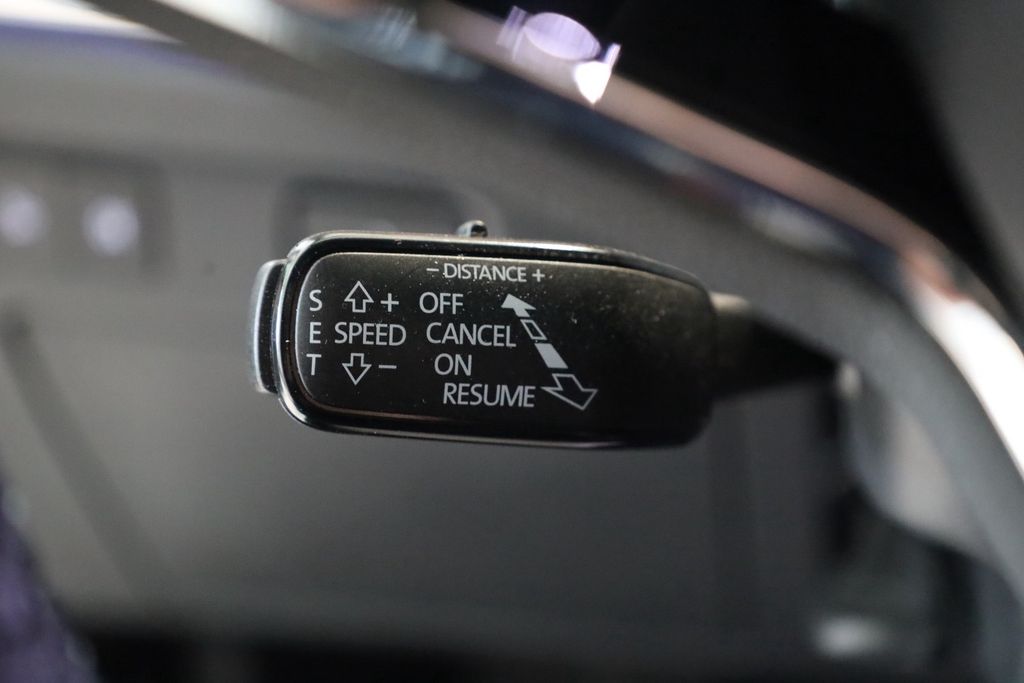 - DISTANCE +
S + OFF
E SPEED CANCEL
T - ON
RESUME